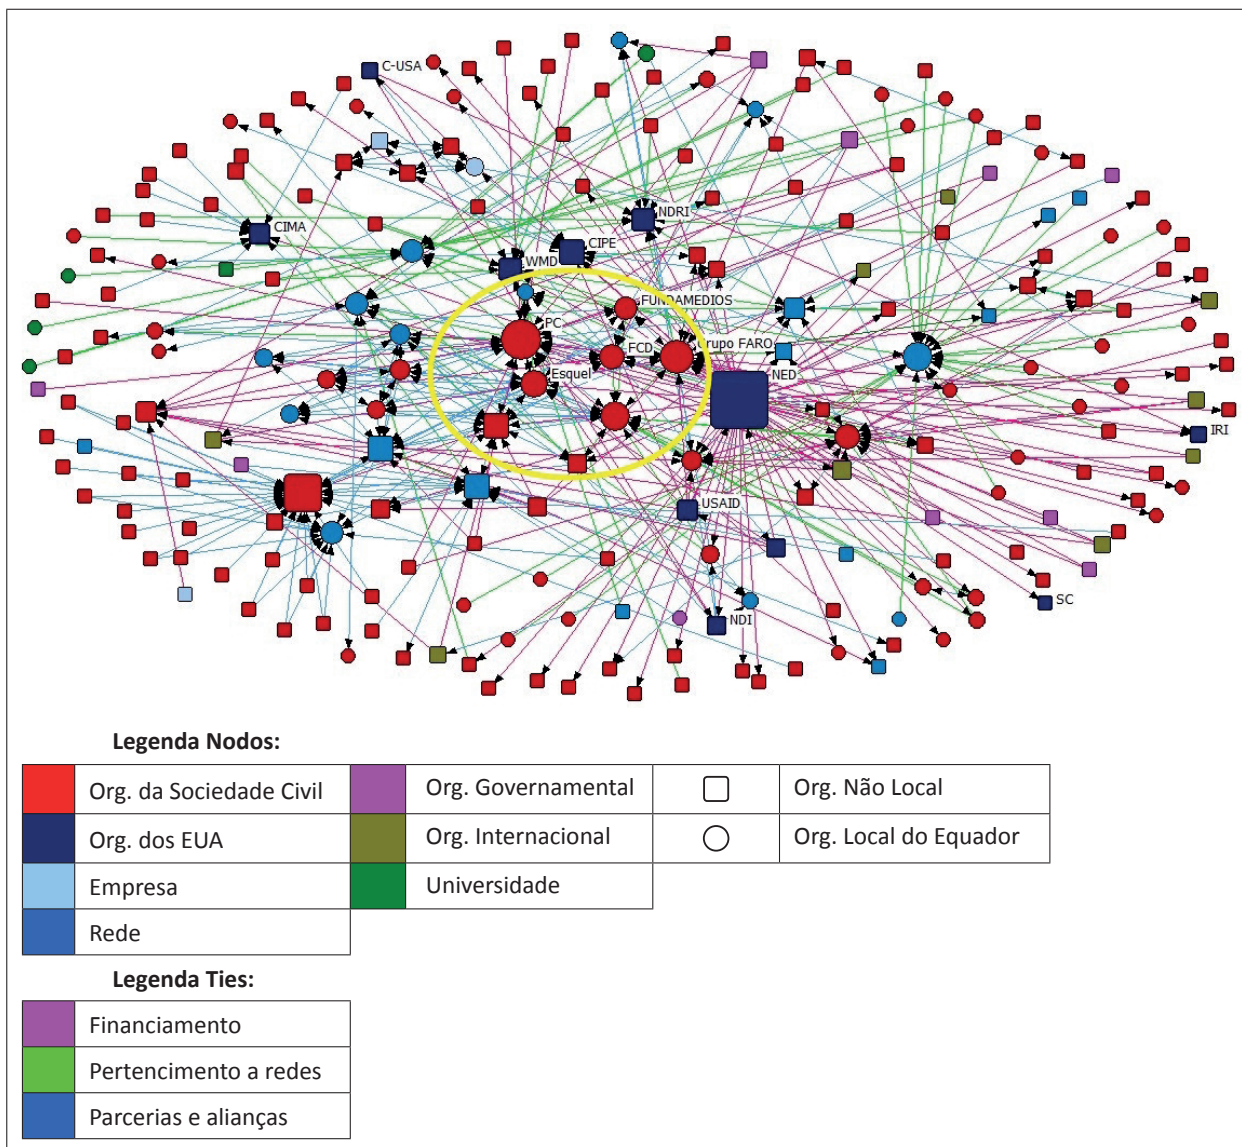 C-USA
NDRI
CIMA
CIPE
WMD
FUNDAMEDIOS
PC
FCD
Grupo FARO
Esquel
NED
IRI
USAID
SC
NDI
Legenda Nodos:
Org. da Sociedade Civil
Org. Governamental
Org. Não Local
Org. dos EUA
Org. Internacional
Org. Local do Equador
Empresa
Universidade
Rede
Legenda Ties:
Financiamento
Pertencimento a redes
Parcerias e alianças